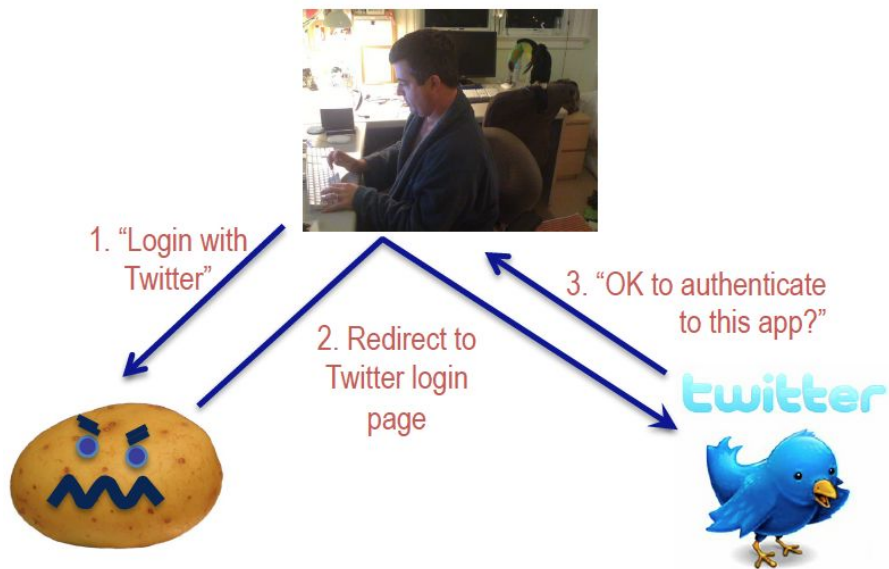 1. “Login with
Twitter”
2. Redirect to
Twitter login
page
3. “OK to authenticate
to this app?”
twitter